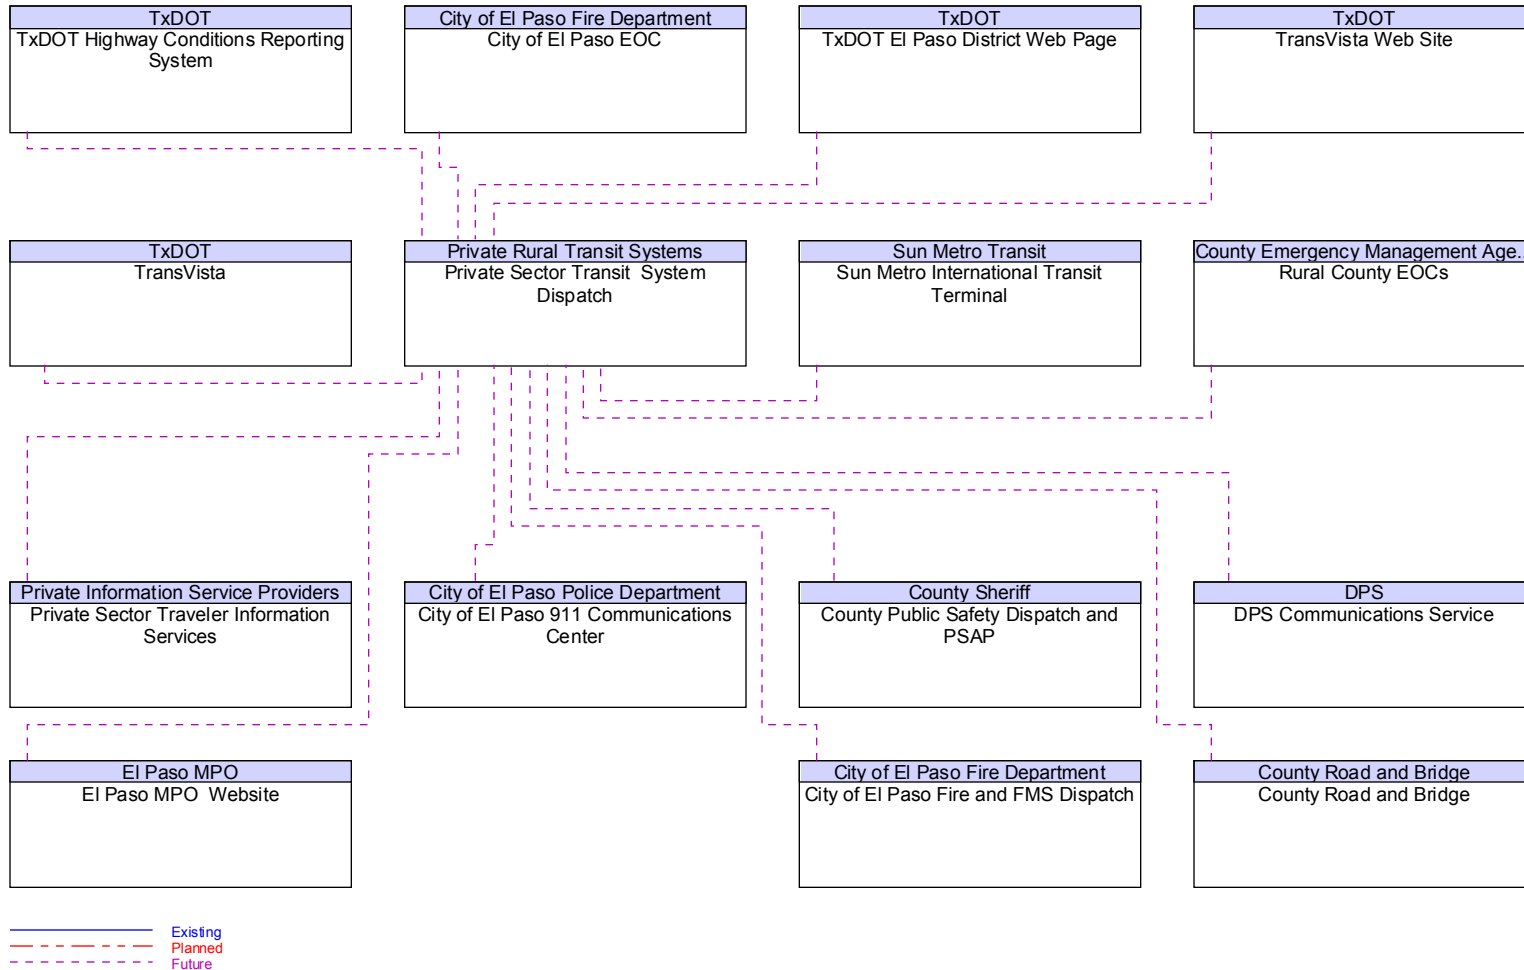 TxDOT
TxDOT Highway Conditions Reporting
System
City of El Paso Fire Department
City of El Paso EOC
TxDOT
TxDOT El Paso District Web Page
TxDOT
TransVista Web Site
TxDOT
TransVista
Private Rural Transit Systems
Private Sector Transit System
Dispatch
Sun Metro Transit
Sun Metro International Transit
Terminal
County Emergency Management Age..
Rural County EOCs
Private Information Service Providers
Private Sector Traveler Information
Services
City of El Paso Police Department
City of El Paso 911 Communications
Center
County Sheriff
County Public Safety Dispatch and
PSAP
DPS
DPS Communications Service
El Paso MPO
El Paso MPO Website
City of El Paso Fire Department
City of El Paso Fire and FMS Dispatch
County Road and Bridge
County Road and Bridge
Existing
Planned
Future